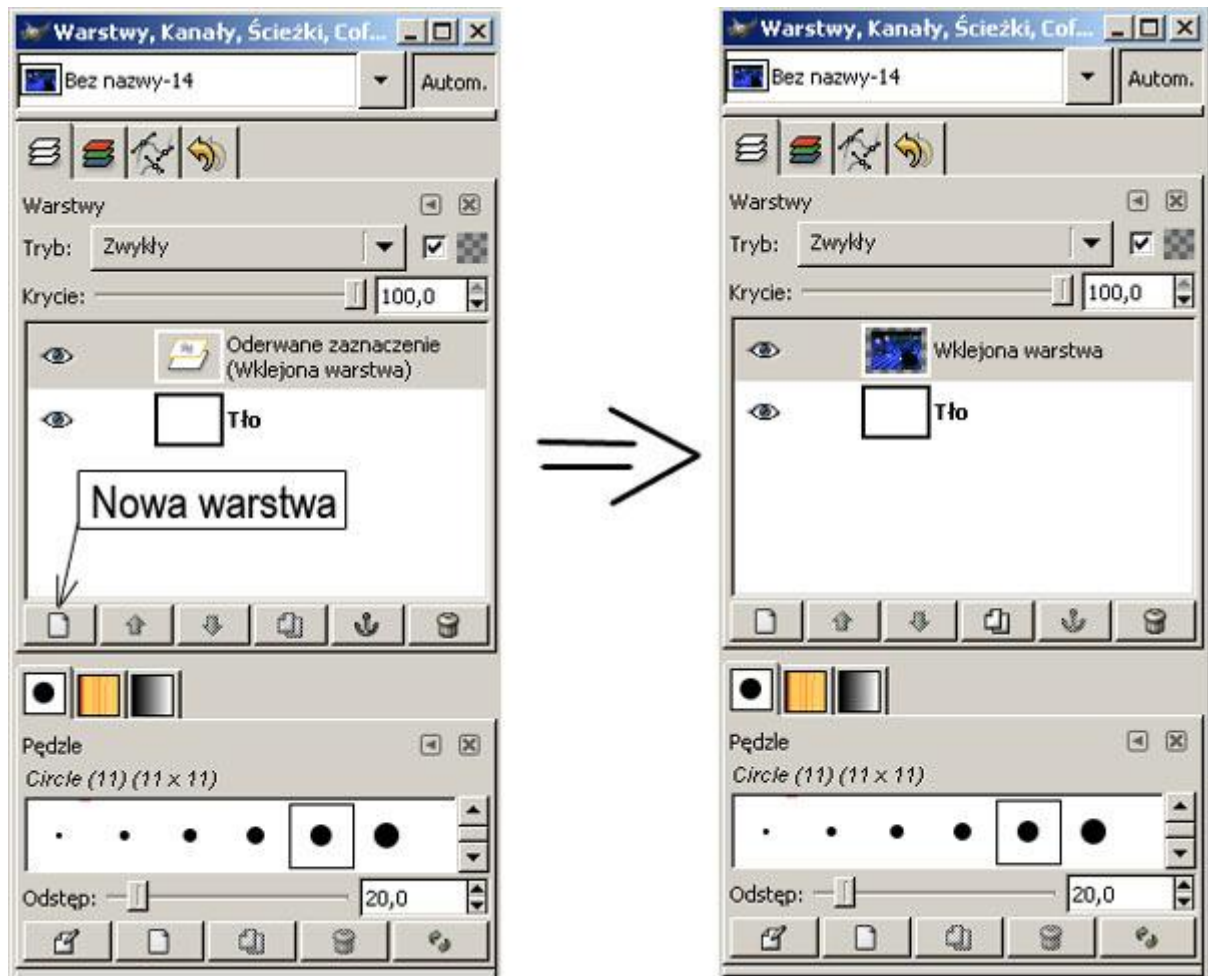 Warstwy, Kanały, Ścieżki, Cof...
Bez nazwy-14
Autom.
Warstwy
Tryb: Zwykły
Krycie: 100,0
Oderwane zaznaczenie
(Wklejona warstwa)
Tło
Nowa warstwa
Pędzle
Circle (11) (11 x 11)
Odstęp: 20,0
Warstwy, Kanały, Ścieżki, Cof...
Bez nazwy-14
Autom.
Warstwy
Tryb: Zwykły
Krycie: 100,0
Wklejona warstwa
Tło
Pędzle
Circle (11) (11 x 11)
Odstęp: 20,0